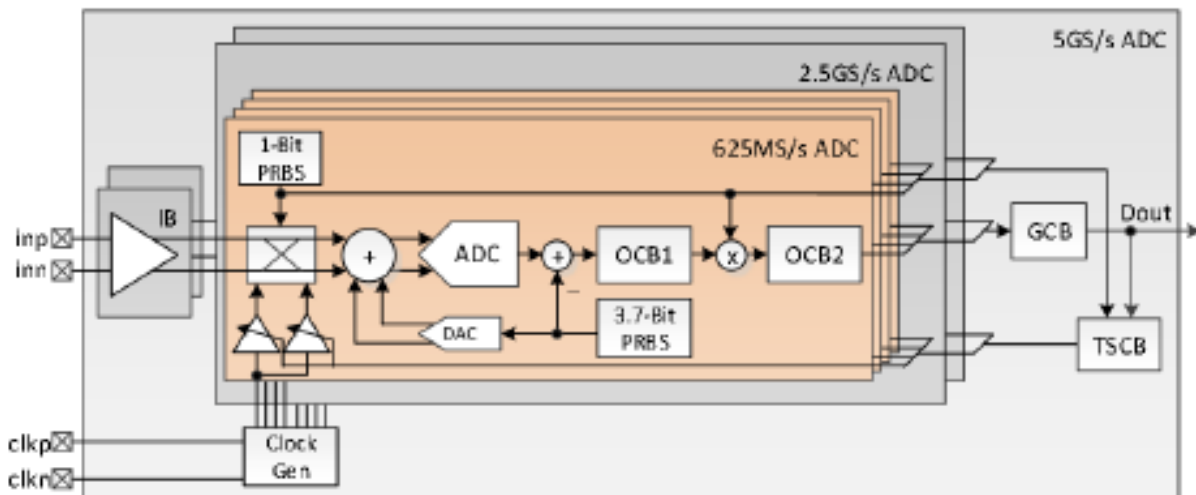 5GS/s ADC
2.5GS/s ADC
625MS/s ADC
1-Bit
PRBS
IB
inp
inn
+
ADC
+
−
OCB1
x
OCB2
GCB
Dout
DAC
3.7-Bit
PRBS
TSCB
clkp
clkn
Clock
Gen